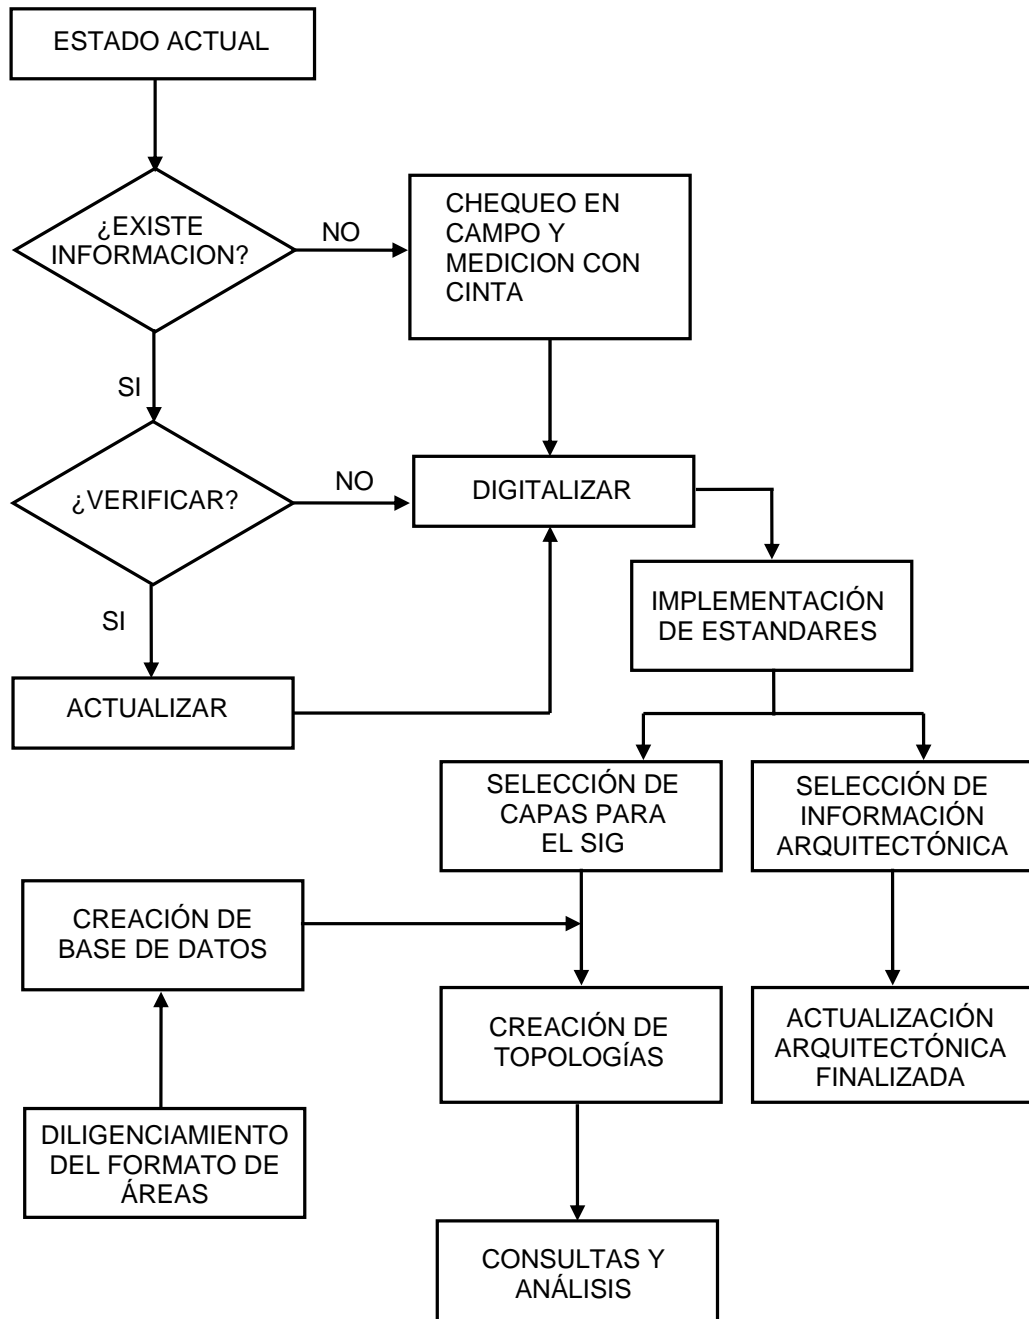 ESTADO ACTUAL
¿EXISTE
INFORMACION?
NO
CHEQUEO EN
CAMPO Y
MEDICION CON
CINTA
SI
¿VERIFICAR?
NO
DIGITALIZAR
SI
IMPLEMENTACIÓN
DE ESTANDARES
ACTUALIZAR
SELECCIÓN DE
CAPAS PARA
EL SIG
SELECCIÓN DE
INFORMACIÓN
ARQUITECTÓNICA
CREACIÓN DE
BASE DE DATOS
CREACIÓN DE
TOPOLOGÍAS
ACTUALIZACIÓN
ARQUITECTÓNICA
FINALIZADA
DILIGENCIAMIENTO
DEL FORMATO DE
ÁREAS
CONSULTAS Y
ANÁLISIS